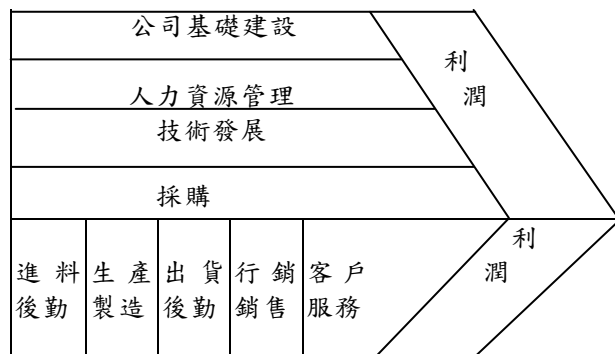 公司基礎建設
人力資源管理
技術發展
採購
利
潤
進料
後勤
生產
製造
出貨
後勤
行銷
銷售
客戶
服務
利
潤